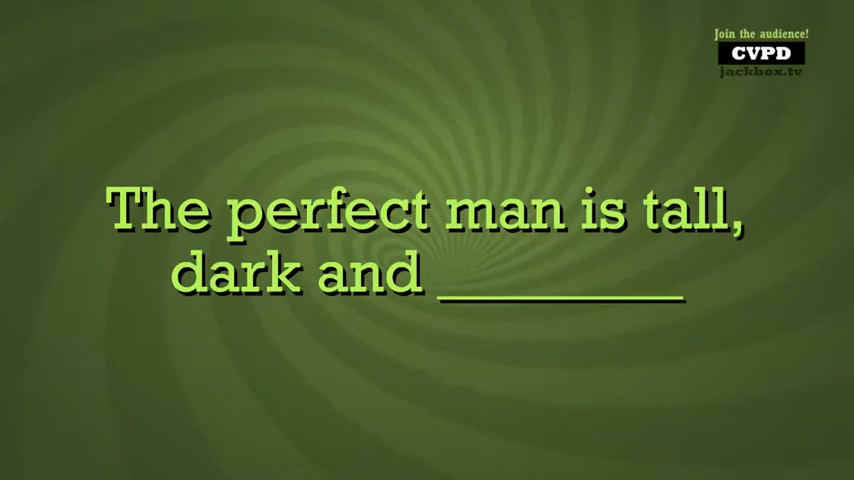 Join the audience!
CVPD
jackbox.tv
The perfect man is tall,
dark and ________